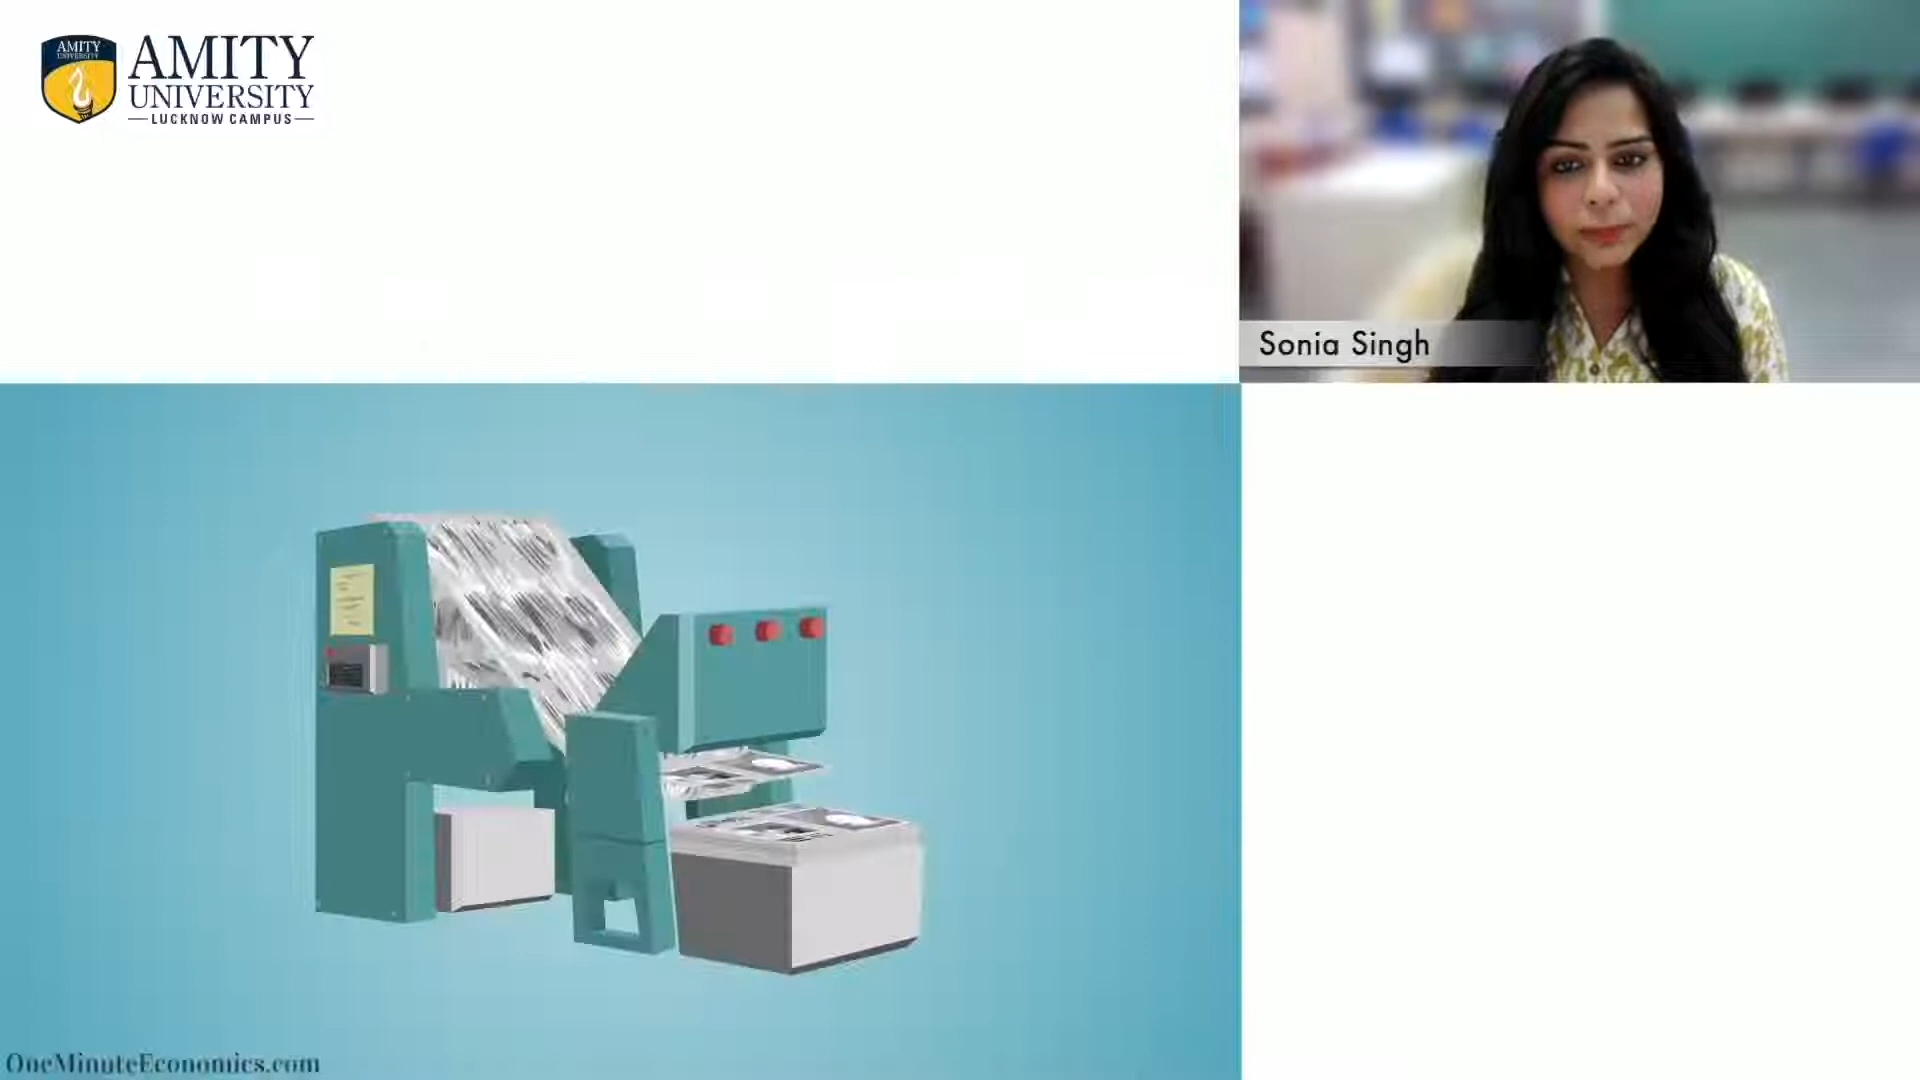 AMITY
UNIVERSITY
AMITY
UNIVERSITY
LUCKNOW CAMPUS
Sonia Singh
OneMinuteEconomics.com